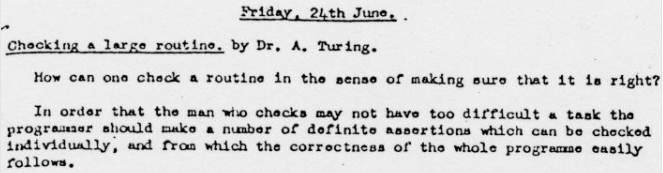 Friday, 24th June.
Checking a large routine. by Dr. A. Turing.
How can one check a routine in the sense of making sure that it is right?
In order that the man who checks may not have too difficult a task the
programmer should make a number of definite assertions which can be checked
individually, and from which the correctness of the whole programme easily
follows.